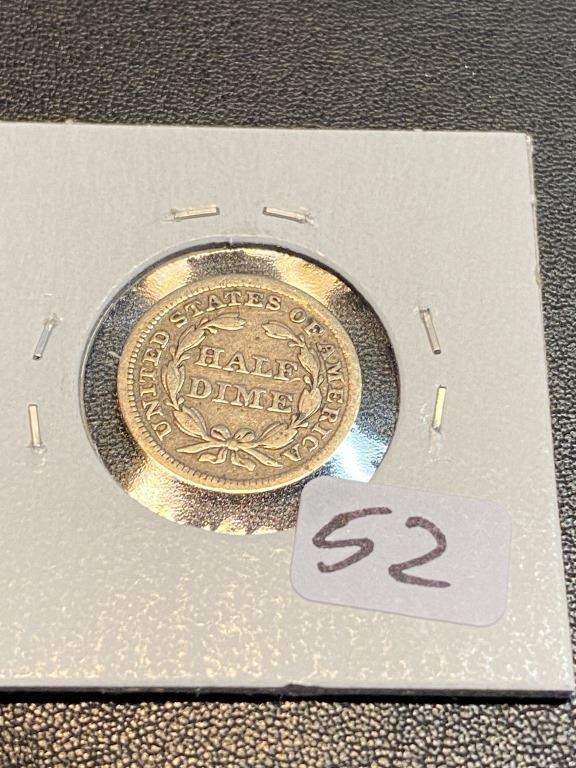 UNITED STATES OF AMERICA
HALF
DIME
52